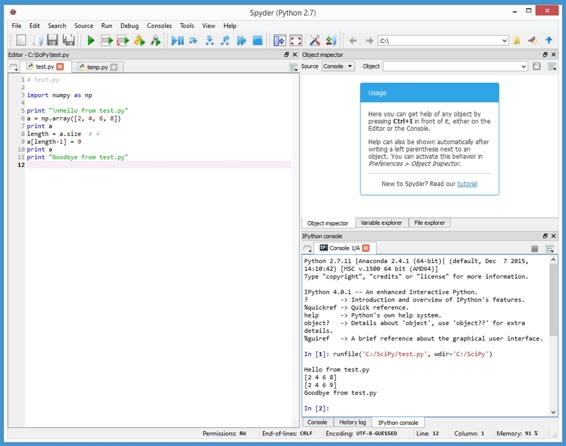 Spyder (Python 2.7)
File Edit Search Source Run Debug Consoles Tools View Help
C:\
Editor - C:\SciPy\test.py
test.py temp.py
1 # test.py
2
3 import numpy as np
4
5 print "\nHello from test.py"
6 a = np.array([2, 4, 6, 8])
7 print a
8 length = a.size # 4
9 a[length-1] = 9
10 print a
11 print "Goodbye from test.py"
12
Object inspector
Source Console Object
Usage
Here you can get help of any object by
pressing Ctrl+I in front of it, either on the
Editor or the Console.
Help can also be shown automatically after
writing a left parenthesis next to an
object. You can activate this behavior in
Preferences > Object Inspector.
New to Spyder? Read our tutorial
Object inspector Variable explorer File explorer
IPython console
IP Console 1/A
Python 2.7.11 |Anaconda 2.4.1 (64-bit)| (default, Dec 7 2015,
14:10:42) [MSC v.1500 64 bit (AMD64)]
Type "copyright", "credits" or "license" for more information.
IPython 4.0.1 -- An enhanced Interactive Python.
? -> Introduction and overview of IPython's features.
%quickref -> Quick reference.
help -> Python's own help system.
object? -> Details about 'object', use 'object??' for extra
details.
%guiref -> A brief reference about the graphical user interface.
In [1]: runfile('C:/SciPy/test.py', wdir='C:/SciPy')
Hello from test.py
[2 4 6 8]
[2 4 6 9]
Goodbye from test.py
In [2]:
Console History log IPython console
Permissions: RW End-of-lines: CRLF Encoding: UTF-8-GUESSED Line: 12 Column: 1 Memory: 91 %